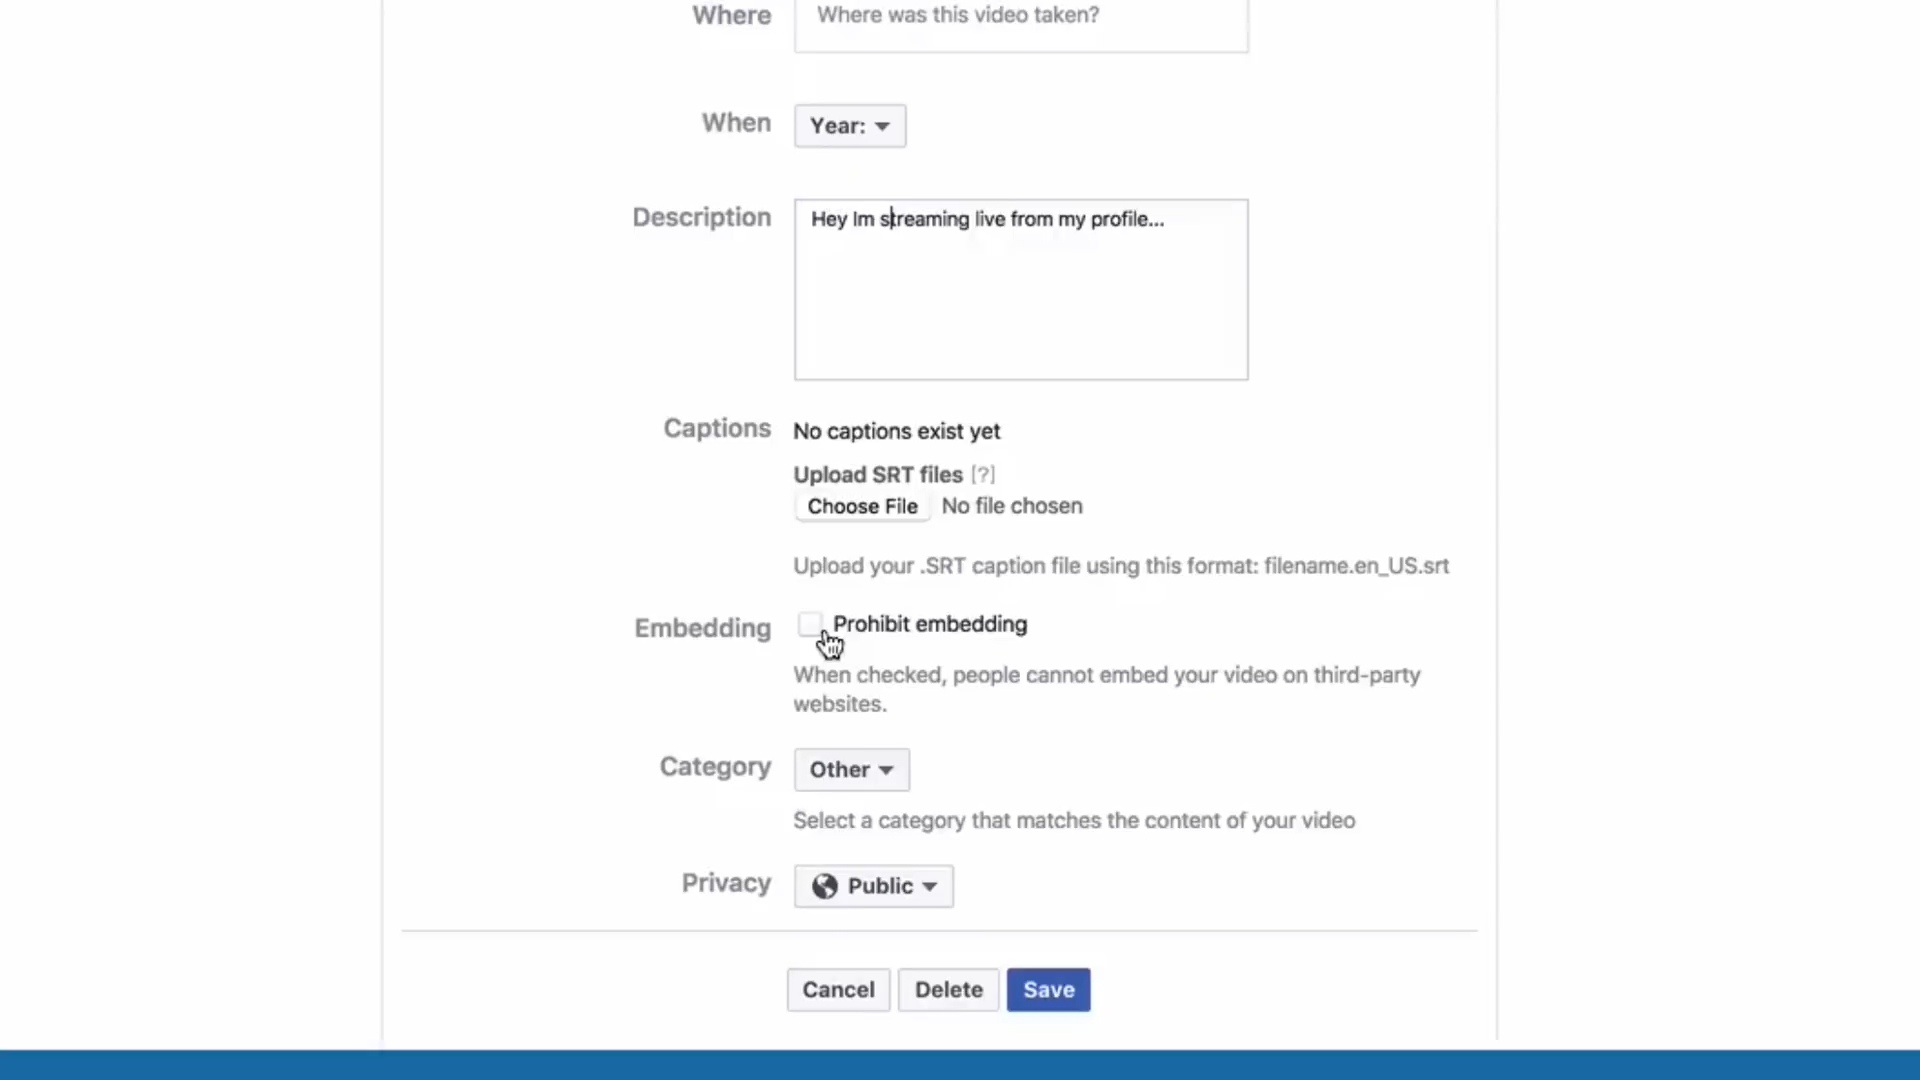 Where
Where was this video taken?
When
Year:
Description
Hey Im streaming live from my profile...
Captions
No captions exist yet
Upload SRT files [?]
Choose File No file chosen
Upload your .SRT caption file using this format: filename.en_US.srt
Embedding
Prohibit embedding
When checked, people cannot embed your video on third-party
websites.
Category
Other
Select a category that matches the content of your video
Privacy
Public
Cancel Delete Save